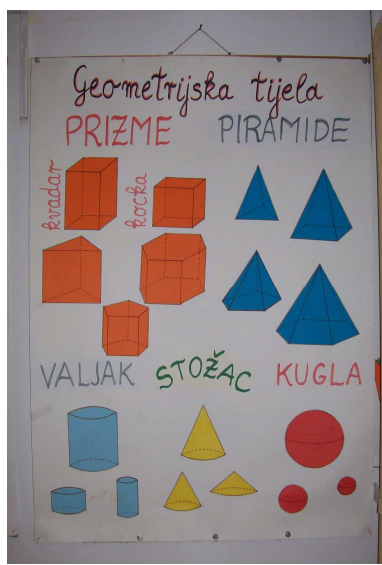 Geometrijska tijela
PRIZME PIRAMIDE
kvadar
kocka
VALJAK STOŽAC KUGLA